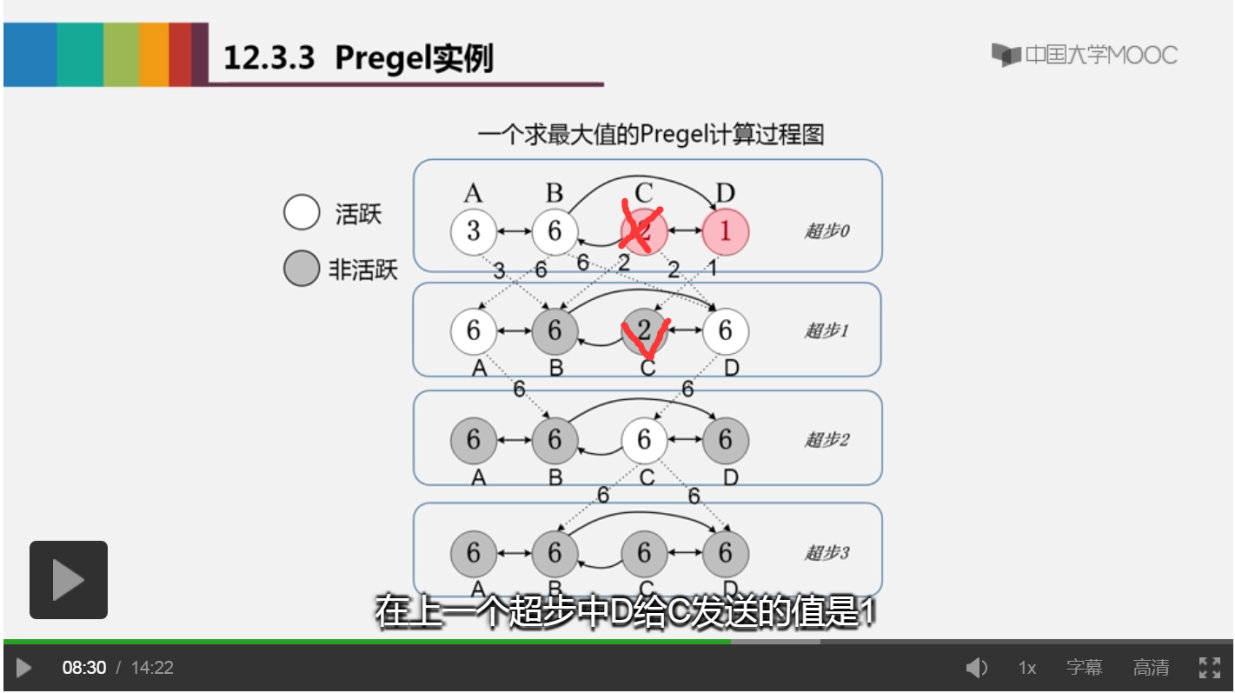 12.3.3 Pregel实例
中国大学MOOC
一个求最大值的Pregel计算过程图
活跃
非活跃
A B C D
3 6 2 1 超步0
3 6 6 2 2 1
6 6 2 6 超步1
A B C D
6 6
6 6 6 6 超步2
A B C D
6 6
6 6 6 6 超步3
A B C D
在上一个超步中D给C发送的值是1
08:30 / 14:22 1x 字幕 高清